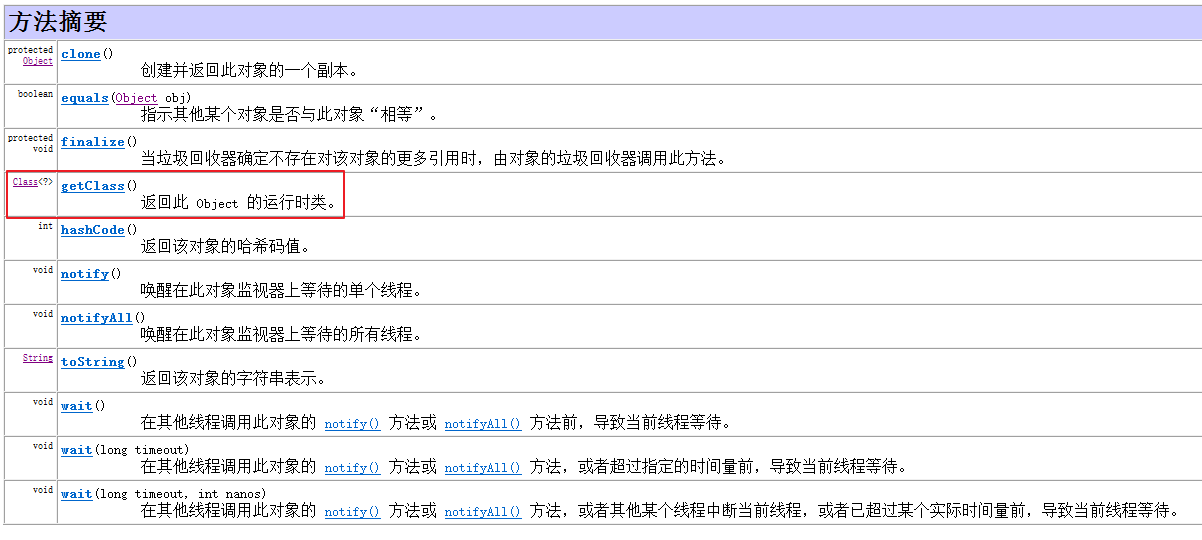 方法摘要
protected Object clone()
创建并返回此对象的一个副本。
boolean equals(Object obj)
指示其他某个对象是否与此对象“相等”。
protected void finalize()
当垃圾回收器确定不存在对该对象的更多引用时，由对象的垃圾回收器调用此方法。
Class<?> getClass()
返回此 Object 的运行时类。
int hashCode()
返回该对象的哈希码值。
void notify()
唤醒在此对象监视器上等待的单个线程。
void notifyAll()
唤醒在此对象监视器上等待的所有线程。
String toString()
返回该对象的字符串表示。
void wait()
在其他线程调用此对象的 notify() 方法或 notifyAll() 方法前，导致当前线程等待。
void wait(long timeout)
在其他线程调用此对象的 notify() 方法或 notifyAll() 方法，或者超过指定的时间量前，导致当前线程等待。
void wait(long timeout, int nanos)
在其他线程调用此对象的 notify() 方法或 notifyAll() 方法，或者其他某个线程中断当前线程，或者已超过某个实际时间量前，导致当前线程等待。